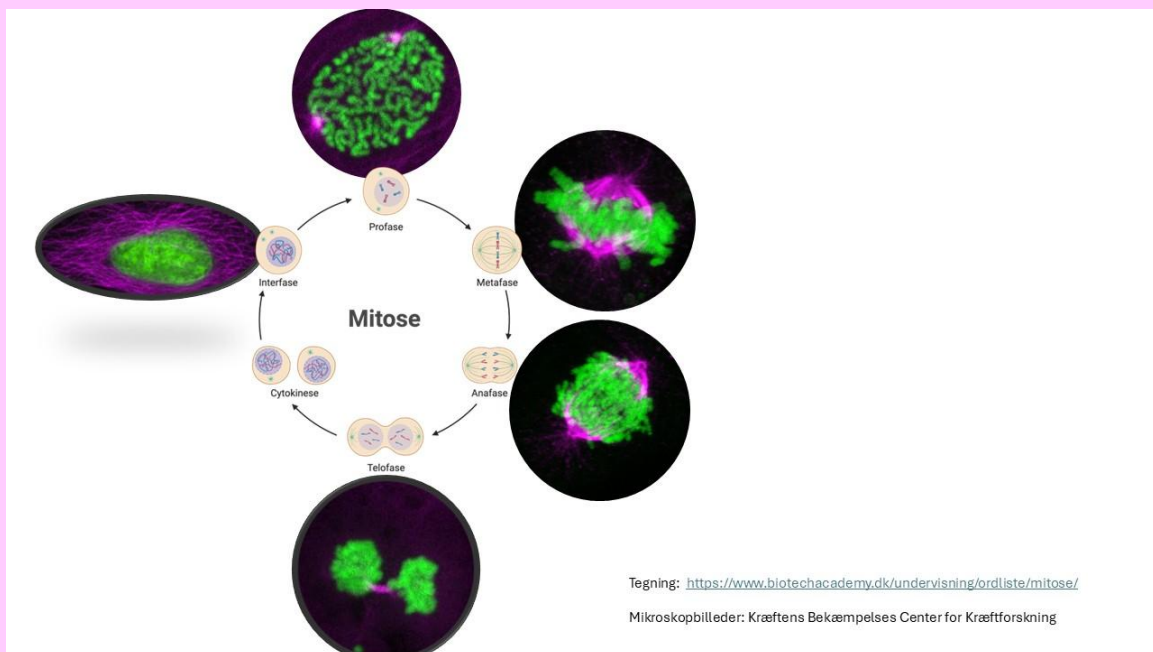 Profase
Interfase
Metafase
Mitose
Cytokinese
Anafase
Telofase
Tegning: https://www.biotechacademy.dk/undervisning/ordliste/mitose/
Mikroskopbilleder: Kræftens Bekæmpelses Center for Kræftforskning